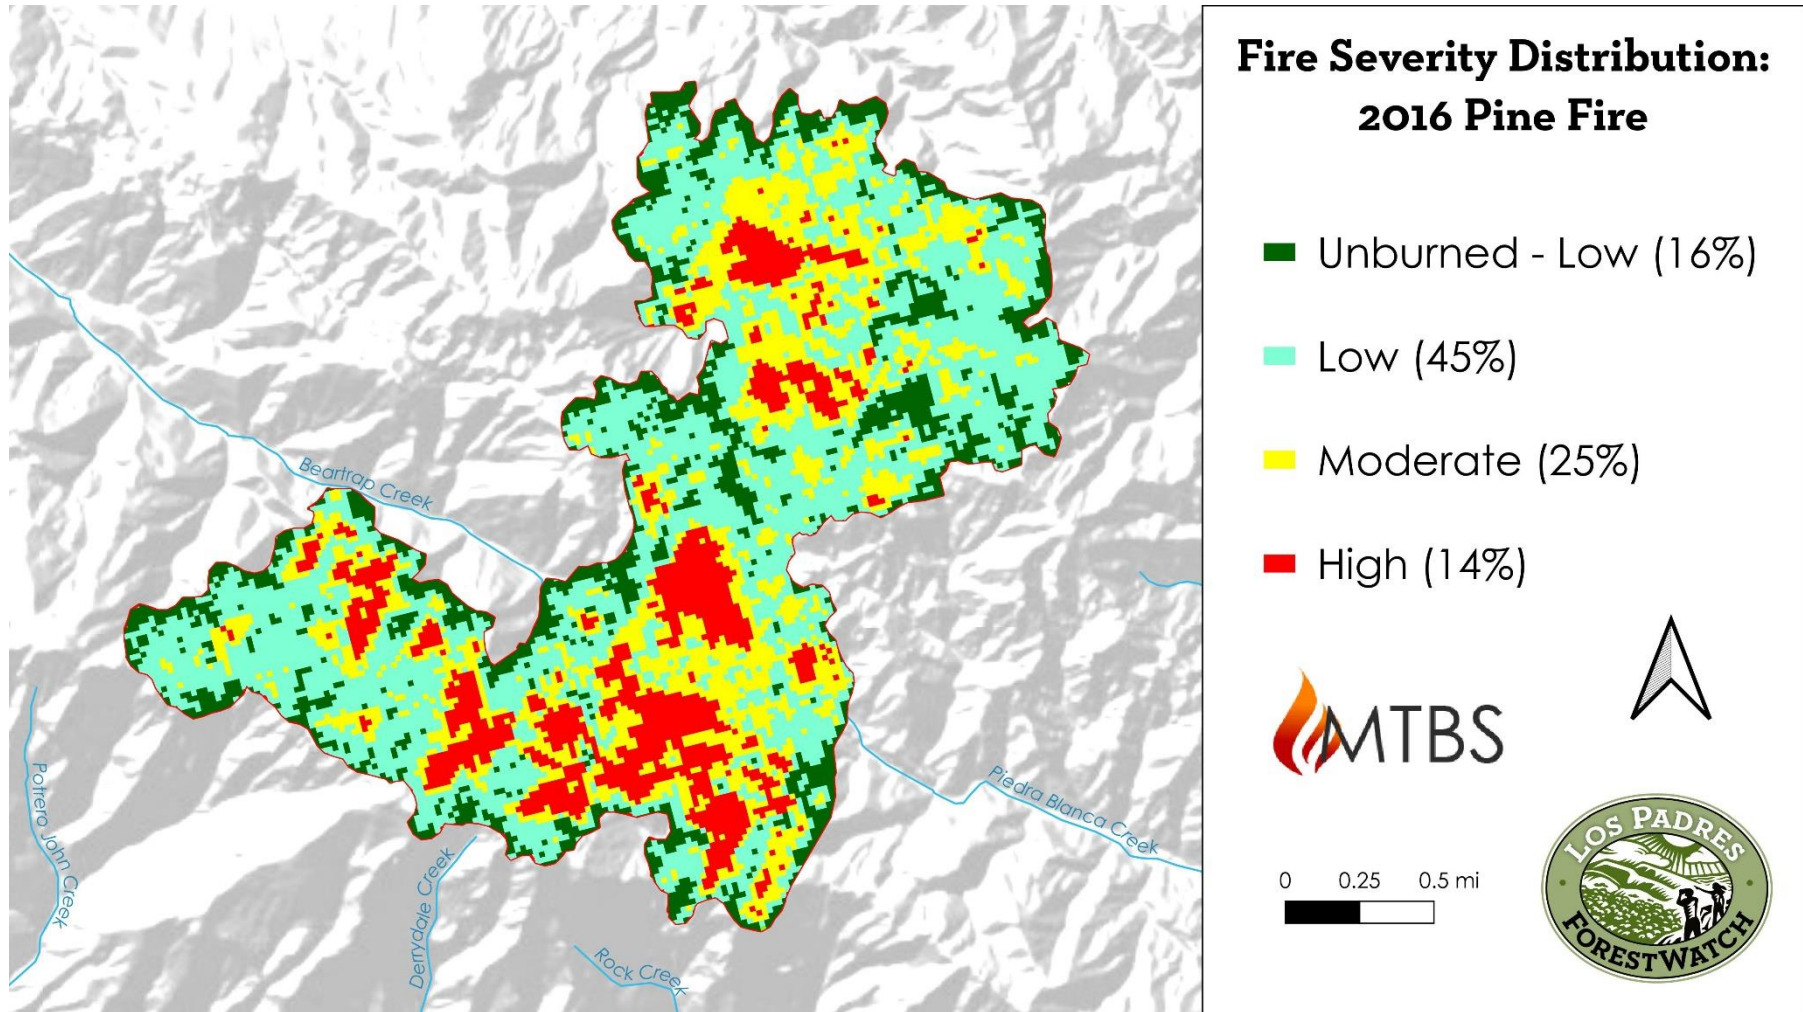 Fire Severity Distribution:
2016 Pine Fire
Unburned - Low (16%)
Low (45%)
Moderate (25%)
High (14%)
MTBS
0 0.25 0.5 mi
LOS PADRES
FORESTWATCH
Beartrap Creek
Potrero John Creek
Derrydale Creek
Rock Creek
Piedra Blanca Creek